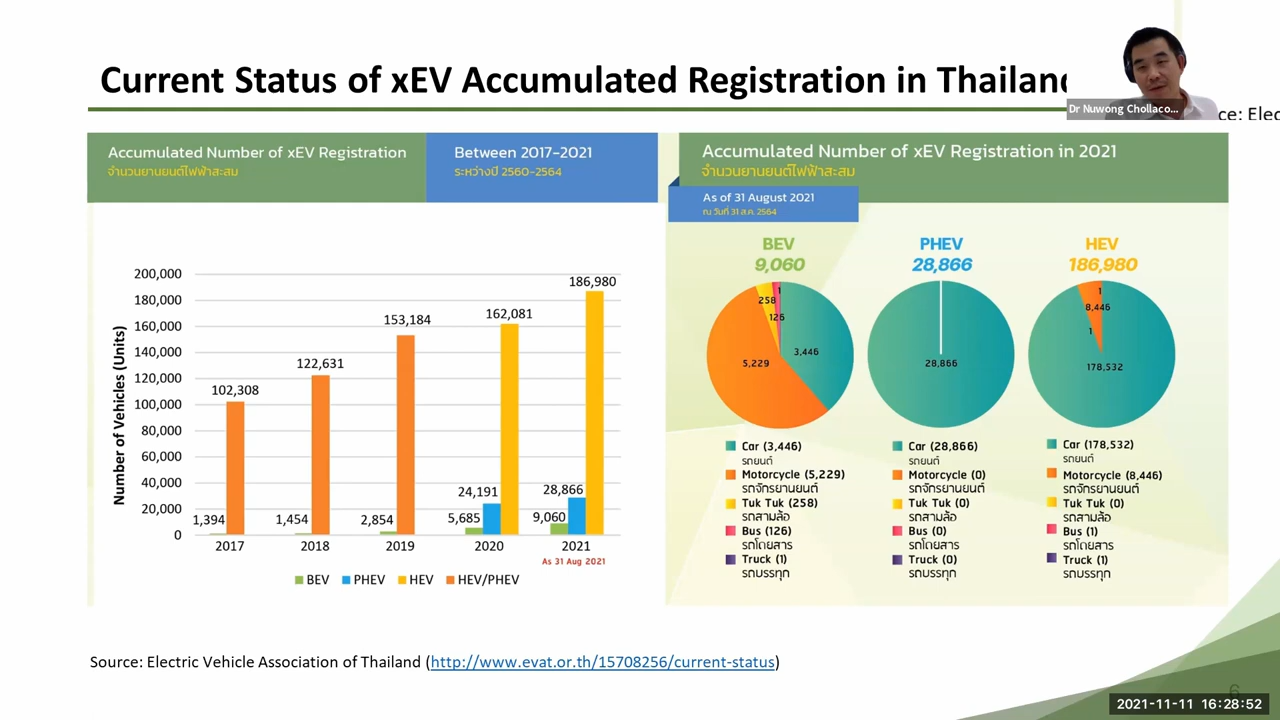 Current Status of xEV Accumulated Registration in Thailand
Dr Nuwong Chollaco...
ce: Elec
Accumulated Number of xEV Registration
จำนวนยานยนต์ไฟฟ้าสะสม
Between 2017-2021
ระหว่างปี 2560-2564
Accumulated Number of xEV Registration in 2021
จำนวนยานยนต์ไฟฟ้าสะสม
As of 31 August 2021
ณ วันที่ 31 ส.ค. 2564
Number of Vehicles (Units)
200,000
180,000
160,000
140,000
120,000
100,000
80,000
60,000
40,000
20,000
0
1,394
102,308
1,454
122,631
2,854
153,184
5,685
24,191
162,081
9,060
28,866
186,980
2017
2018
2019
2020
2021
As 31 Aug 2021
BEV
PHEV
HEV
HEV/PHEV
BEV
9,060
1
258
126
5,229
3,446
Car (3,446)
รถยนต์
Motorcycle (5,229)
รถจักรยานยนต์
Tuk Tuk (258)
รถสามล้อ
Bus (126)
รถโดยสาร
Truck (1)
รถบรรทุก
PHEV
28,866
28,866
Car (28,866)
รถยนต์
Motorcycle (0)
รถจักรยานยนต์
Tuk Tuk (0)
รถสามล้อ
Bus (0)
รถโดยสาร
Truck (0)
รถบรรทุก
HEV
186,980
1
8,446
1
178,532
Car (178,532)
รถยนต์
Motorcycle (8,446)
รถจักรยานยนต์
Tuk Tuk (0)
รถสามล้อ
Bus (1)
รถโดยสาร
Truck (1)
รถบรรทุก
Source: Electric Vehicle Association of Thailand (http://www.evat.or.th/15708256/current-status)
6
2021-11-11 16:28:52